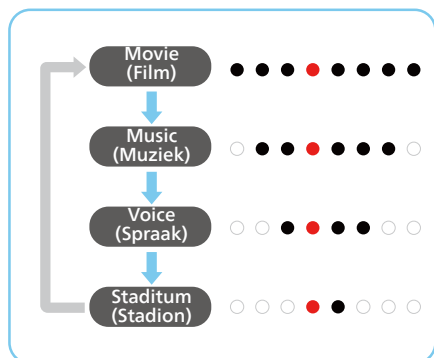 Movie
(Film)
Music
(Muziek)
Voice
(Spraak)
Staditum
(Stadion)